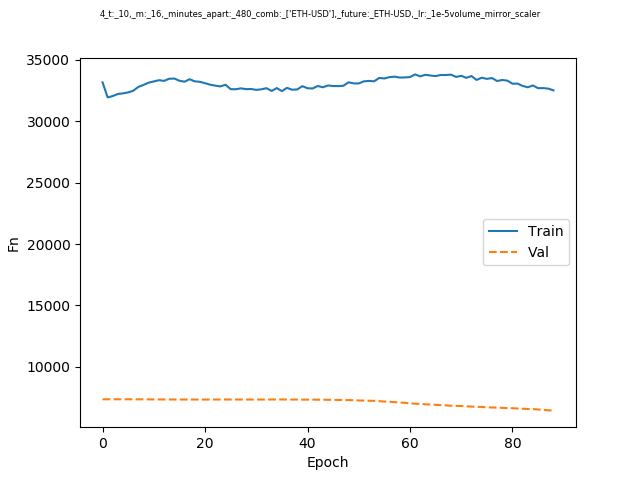 4_t:_10,_m:_16,_minutes_apart:_480_comb:_['ETH-USD'],_future:_ETH-USD,_lr:_1e-5volume_mirror_scaler
35000
30000
25000
20000
15000
10000
Fn
Train
Val
0 20 40 60 80
Epoch